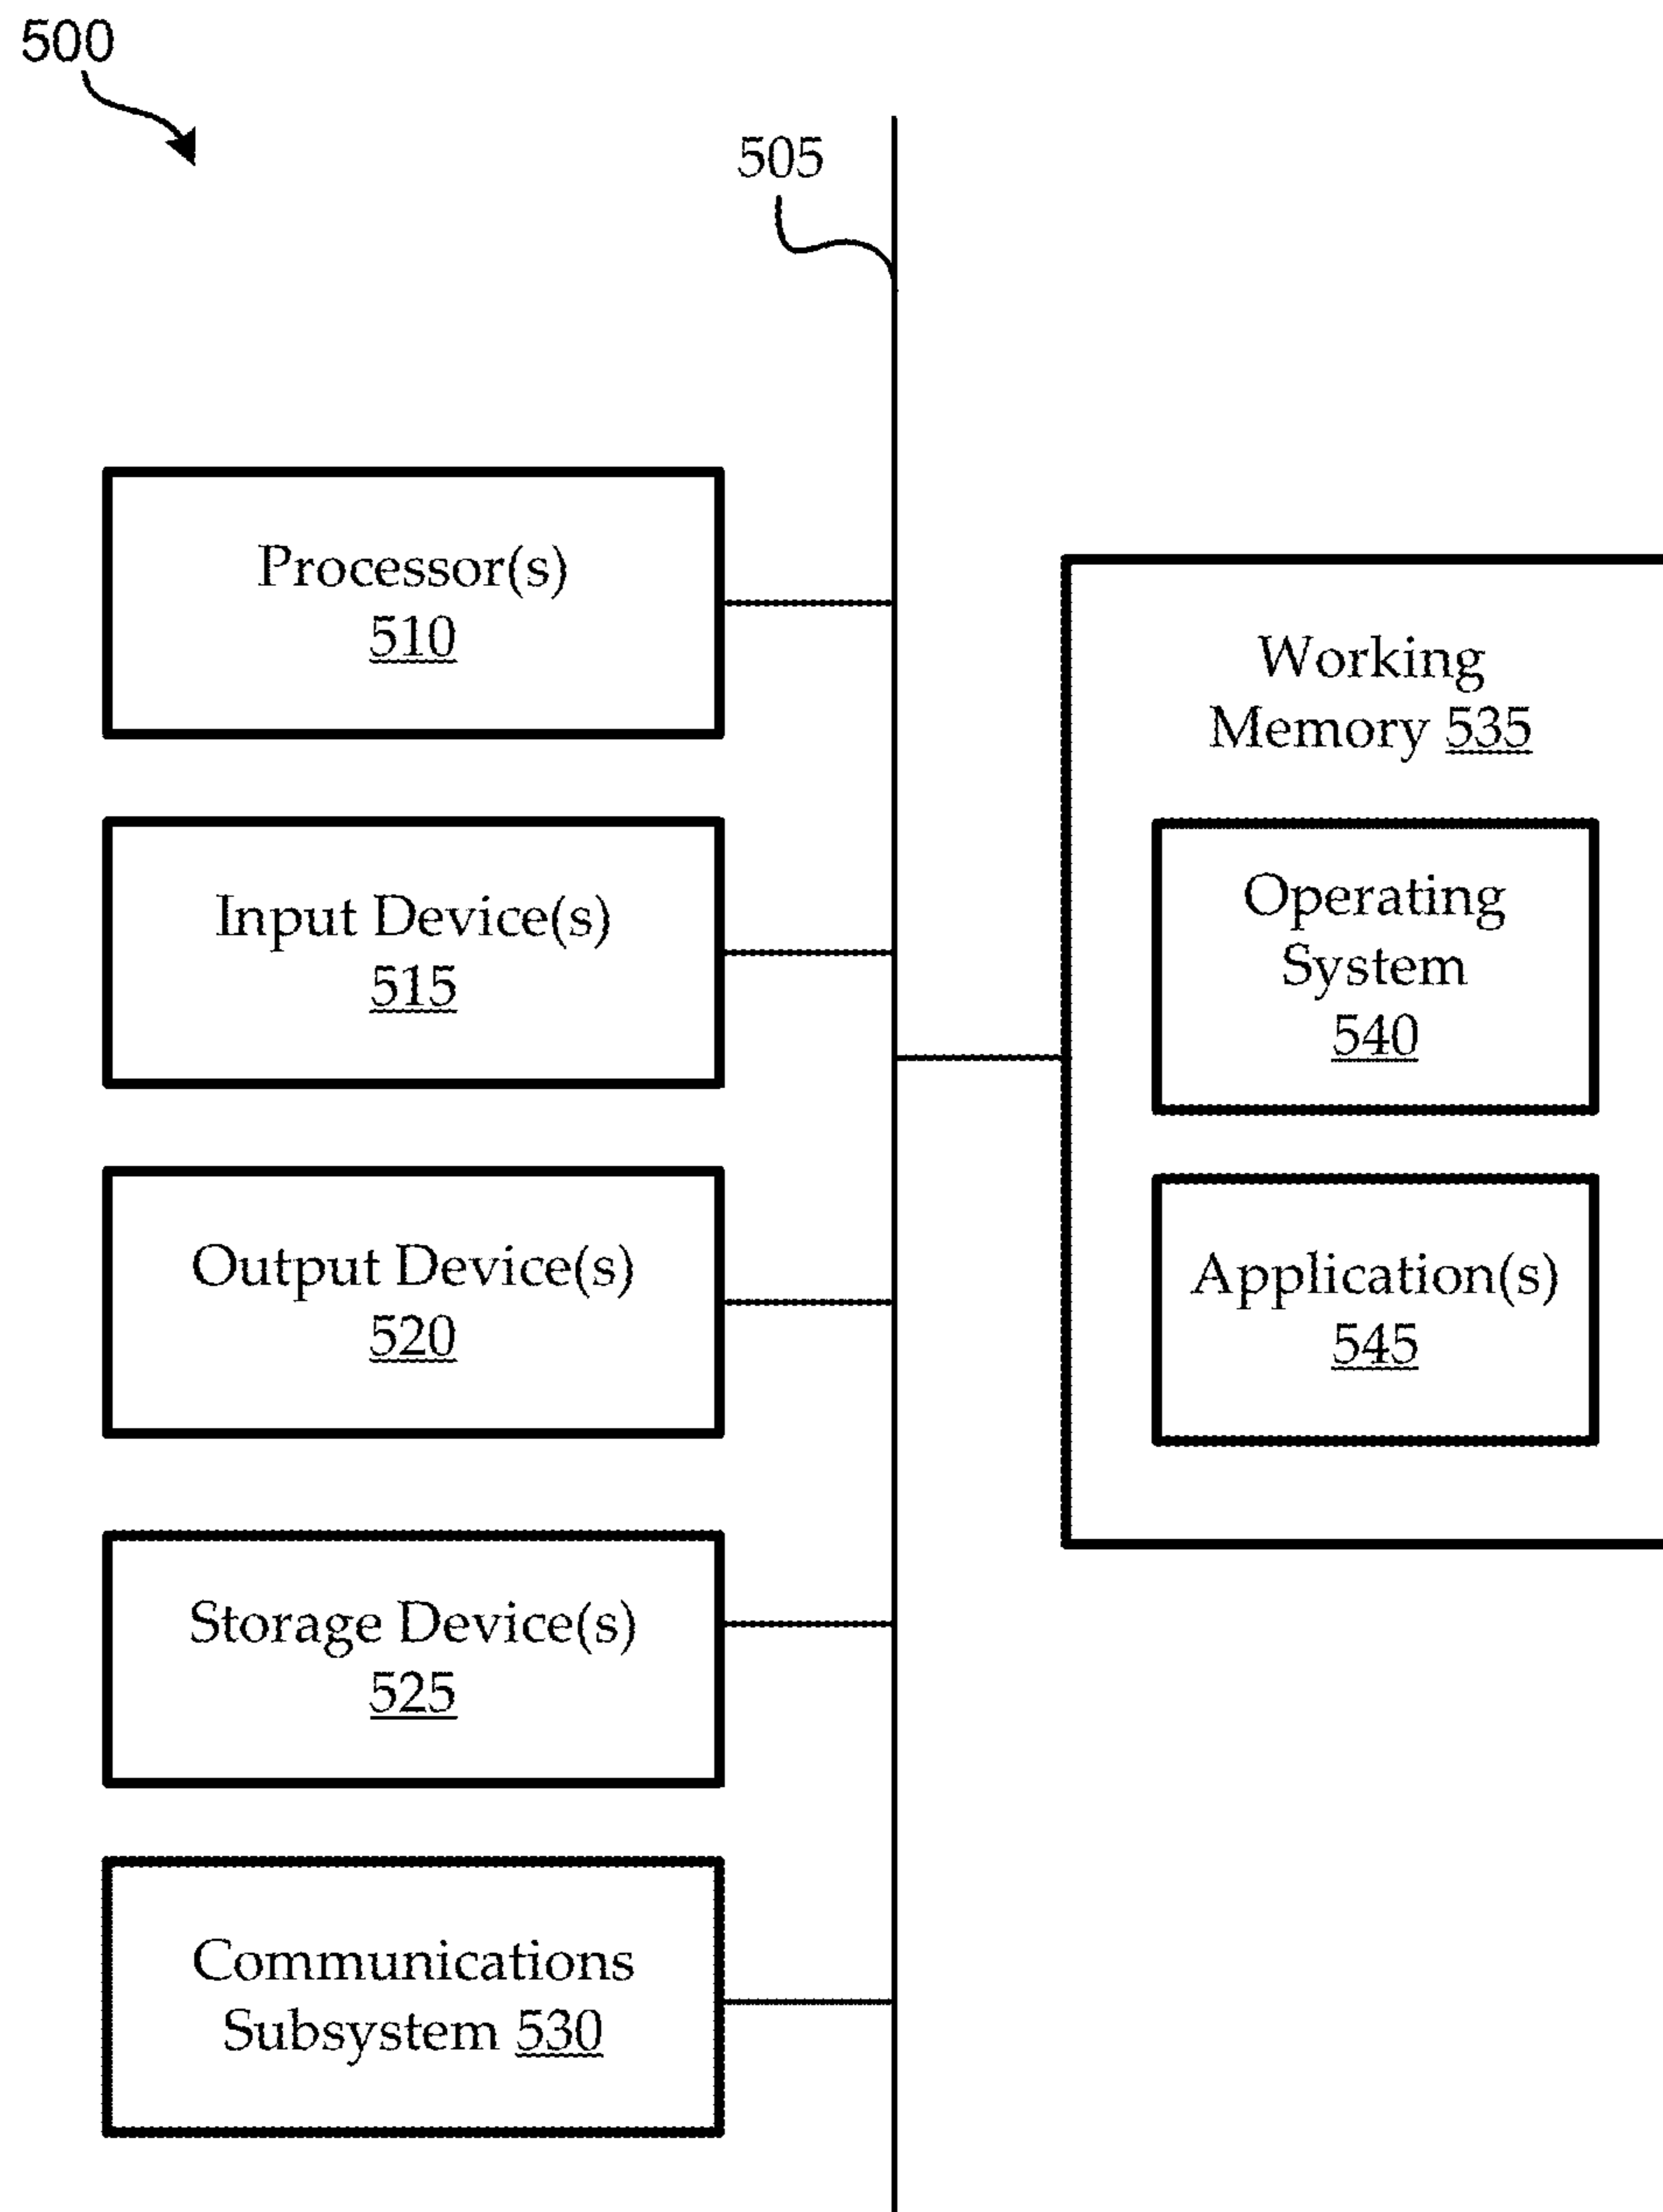 500
505
Processor(s)
510
Input Device(s)
515
Output Device(s)
520
Storage Device(s)
525
Communications
Subsystem 530
Working
Memory 535
Operating
System
540
Application(s)
545